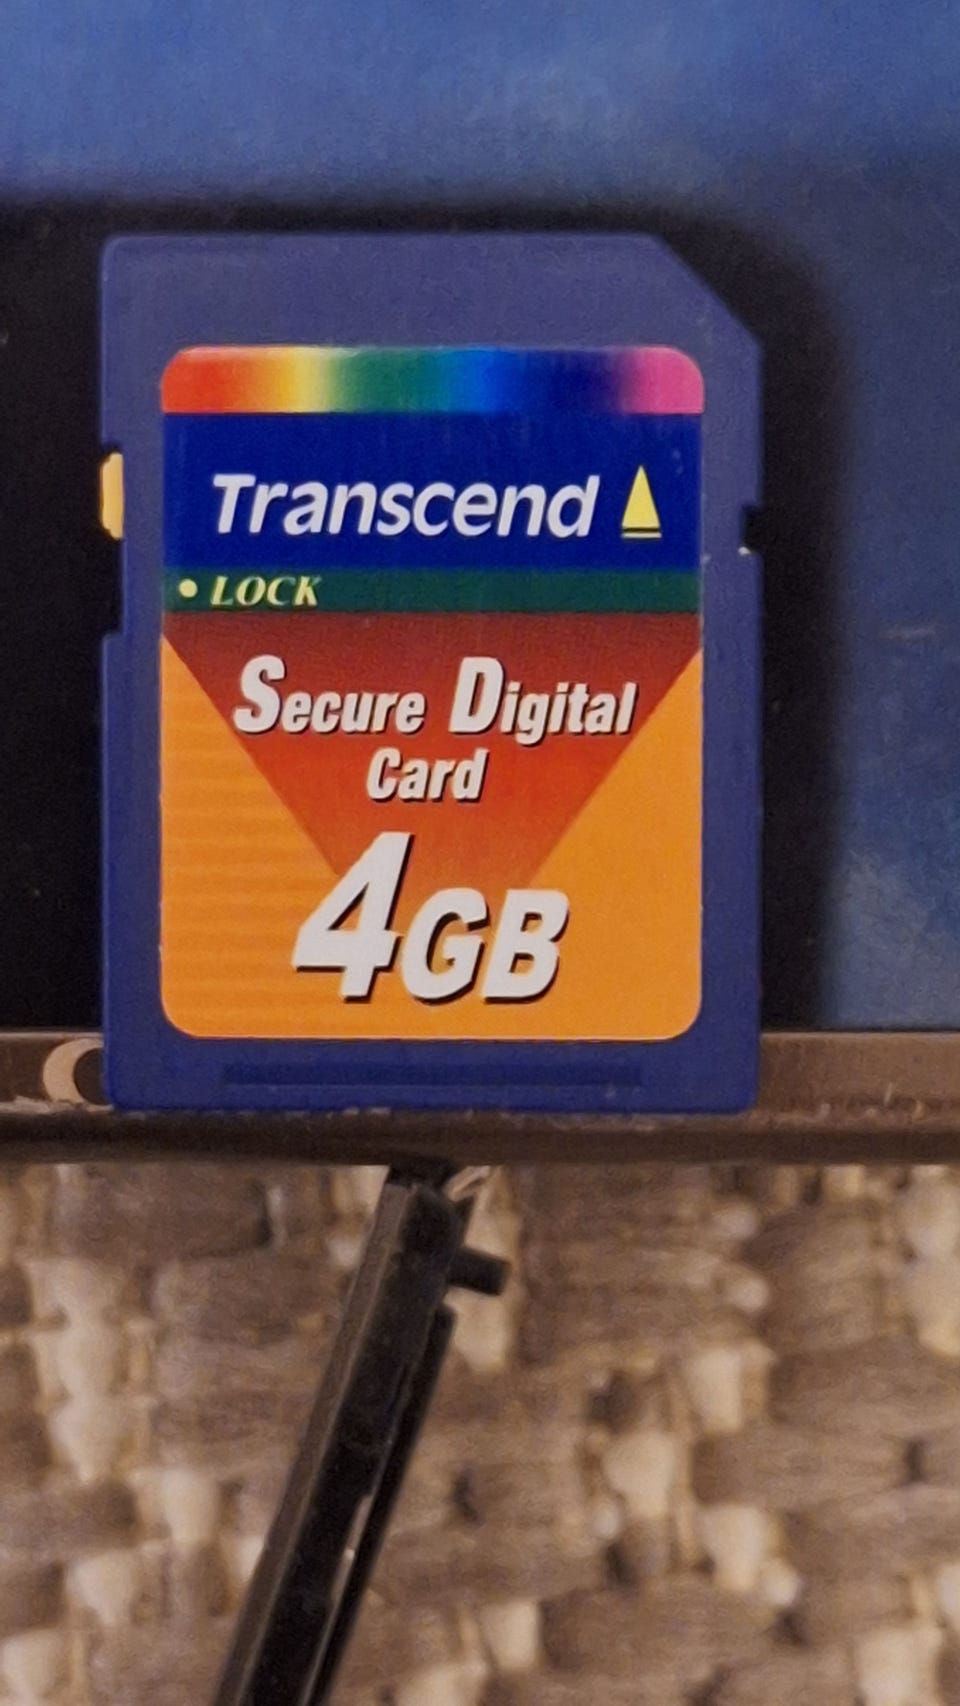 Transcend
• LOCK
Secure Digital
Card
4GB